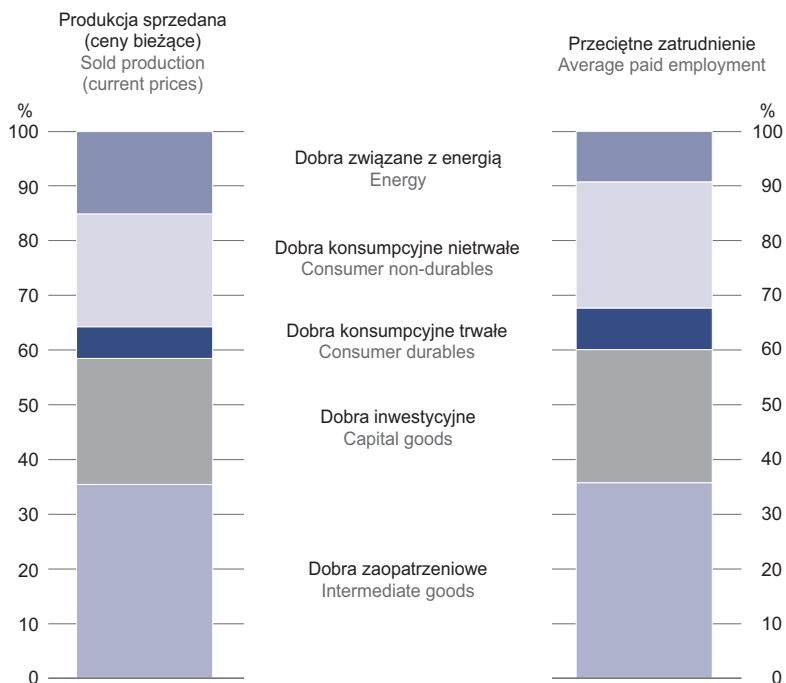 Produkcja sprzedana
(ceny bieżące)
Sold production
(current prices)
Przeciętne zatrudnienie
Average paid employment
%
100
90
80
70
60
50
40
30
20
10
0
Dobra związane z energią
Energy
Dobra konsumpcyjne nietrwałe
Consumer non-durables
Dobra konsumpcyjne trwałe
Consumer durables
Dobra inwestycyjne
Capital goods
Dobra zaopatrzeniowe
Intermediate goods
%
100
90
80
70
60
50
40
30
20
10
0